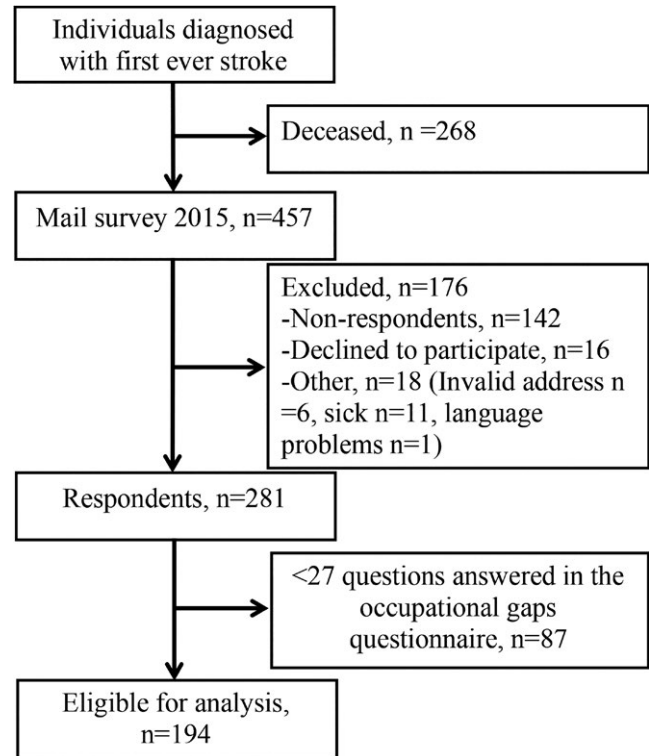 Individuals diagnosed
with first ever stroke
Deceased, n =268
Mail survey 2015, n=457
Excluded, n=176
-Non-respondents, n=142
-Declined to participate, n=16
-Other, n=18 (Invalid address n
=6, sick n=11, language
problems n=1)
Respondents, n=281
<27 questions answered in the
occupational gaps
questionnaire, n=87
Eligible for analysis,
n=194